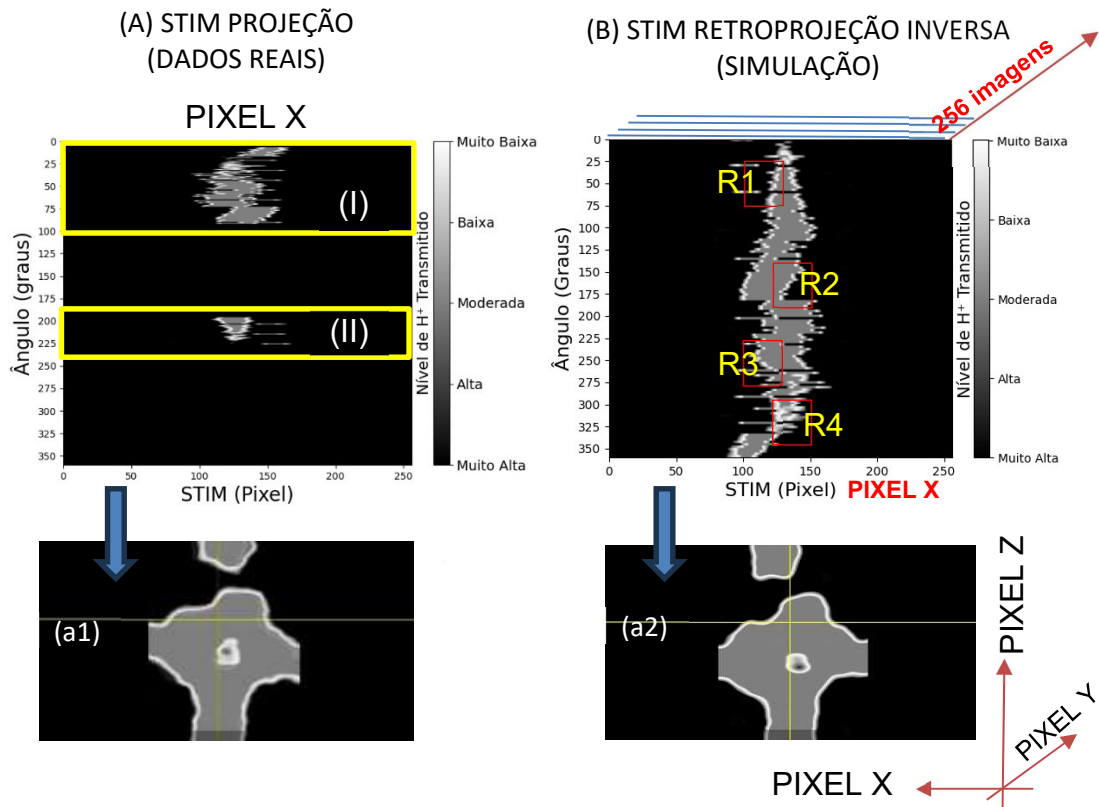 (A) STIM PROJEÇÃO
(DADOS REAIS)
PIXEL X
0
25
50
75
100
125
150
175
200
225
250
275
300
325
350
Ângulo (graus)
(I)
(II)
0
50
100
150
200
250
STIM (Pixel)
Muito Baixa
Baixa
Moderada
Alta
Muito Alta
Nível de H⁺ Transmitido
(a1)
(B) STIM RETROPROJEÇÃO INVERSA
(SIMULAÇÃO)
256 imagens
0
25
50
75
100
125
150
175
200
225
250
275
300
325
350
Ângulo (Graus)
R1
R2
R3
R4
0
50
100
150
200
250
STIM (Pixel) PIXEL X
Muito Baixa
Baixa
Moderada
Alta
Muito Alta
Nível de H⁺ Transmitido
(a2)
PIXEL Z
PIXEL Y
PIXEL X